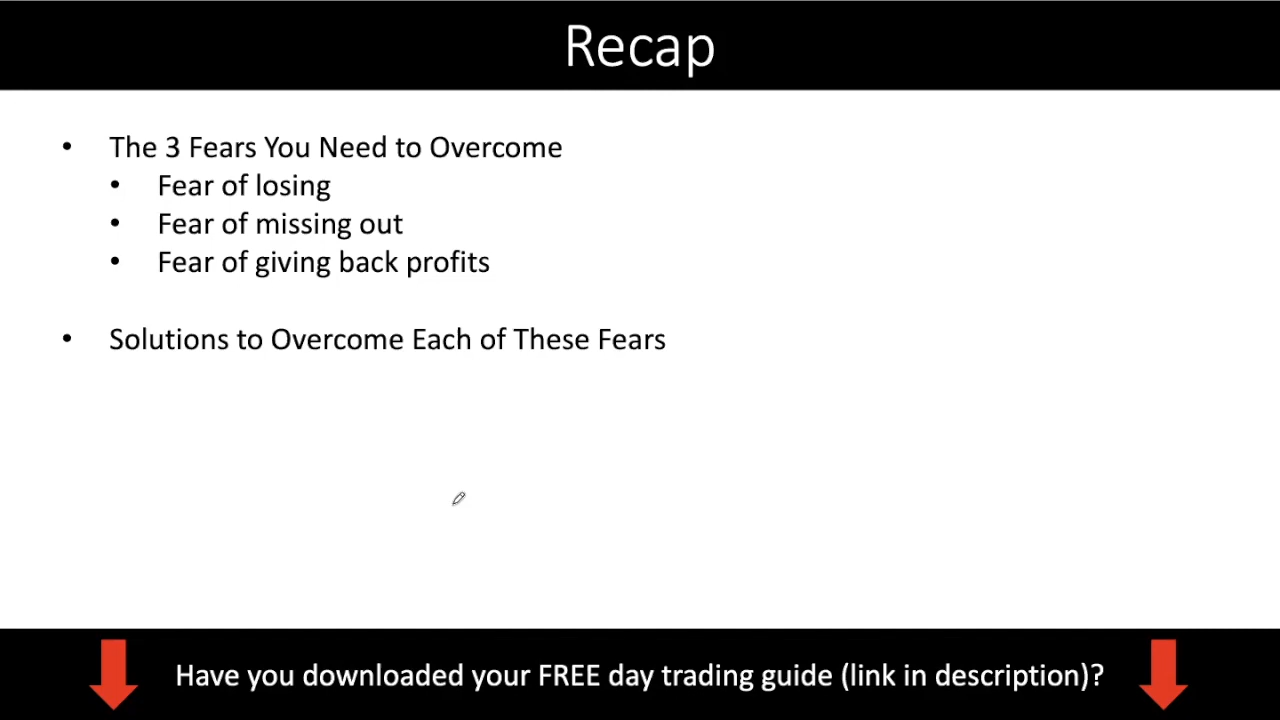 Recap
• The 3 Fears You Need to Overcome
• Fear of losing
• Fear of missing out
• Fear of giving back profits
• Solutions to Overcome Each of These Fears
Have you downloaded your FREE day trading guide (link in description)?